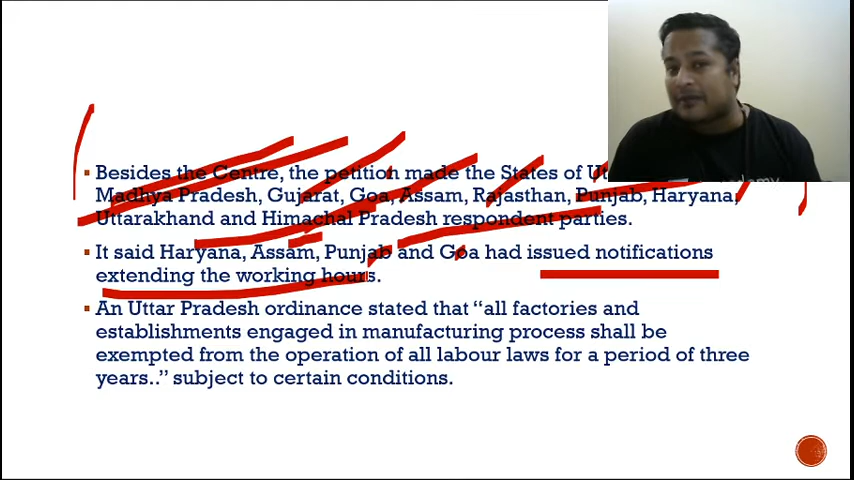 Besides the Centre, the petition made the States of
Madhya Pradesh, Gujarat, Goa, Assam, Rajasthan, Punjab, Haryana,
Uttarakhand and Himachal Pradesh respondent parties.
It said Haryana, Assam, Punjab and Goa had issued notifications
extending the working hours.
An Uttar Pradesh ordinance stated that “all factories and
establishments engaged in manufacturing process shall be
exempted from the operation of all labour laws for a period of three
years..” subject to certain conditions.